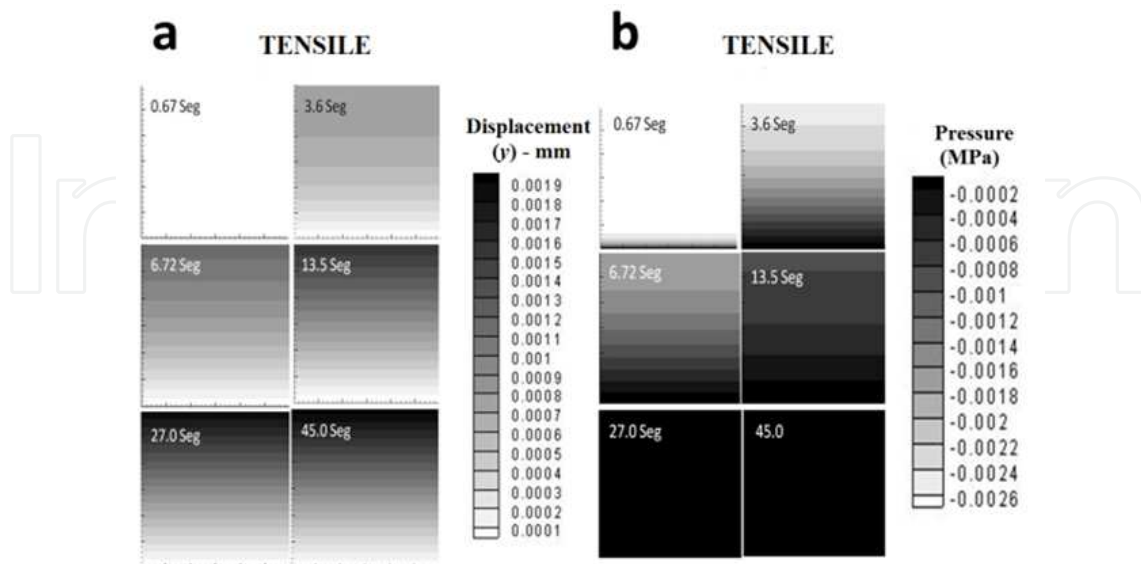 a
TENSILE
0.67 Seg
3.6 Seg
6.72 Seg
13.5 Seg
27.0 Seg
45.0 Seg
Displacement
(y) - mm
0.0019
0.0018
0.0017
0.0016
0.0015
0.0014
0.0013
0.0012
0.0011
0.001
0.0009
0.0008
0.0007
0.0006
0.0005
0.0004
0.0003
0.0002
0.0001
b
TENSILE
0.67 Seg
3.6 Seg
6.72 Seg
13.5 Seg
27.0 Seg
45.0
Pressure
(MPa)
-0.0002
-0.0004
-0.0006
-0.0008
-0.001
-0.0012
-0.0014
-0.0016
-0.0018
-0.002
-0.0022
-0.0024
-0.0026